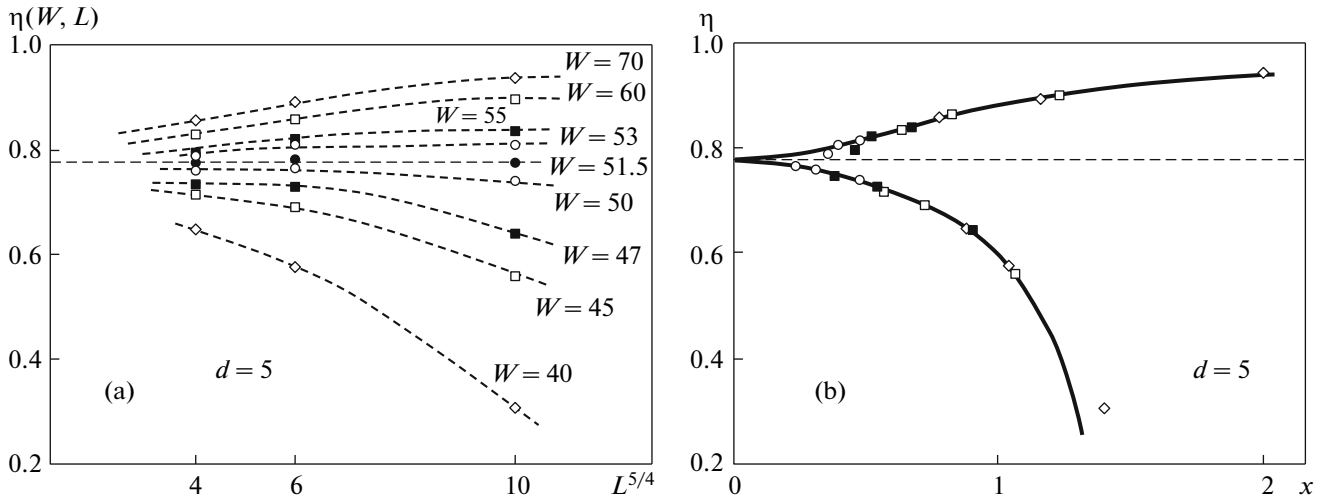 η(W, L)
1.0
0.8
0.6
0.4
0.2
W = 70
W = 60
W = 55
W = 53
W = 51.5
W = 50
W = 47
W = 45
W = 40
(a)
d = 5
4
6
10
L^{5/4}
η
1.0
0.8
0.6
0.4
0.2
(b)
d = 5
0
1
2
x